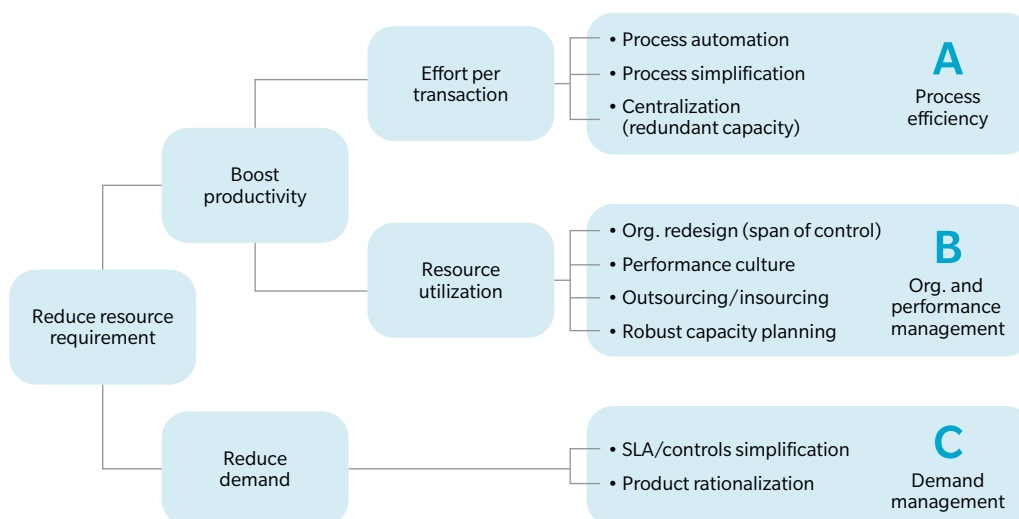 Effort per
transaction
• Process automation
• Process simplification
• Centralization
(redundant capacity)
A
Process
efficiency
Boost
productivity
Resource
utilization
• Org. redesign (span of control)
• Performance culture
• Outsourcing/insourcing
• Robust capacity planning
B
Org. and
performance
management
Reduce resource
requirement
Reduce
demand
• SLA/controls simplification
• Product rationalization
C
Demand
management